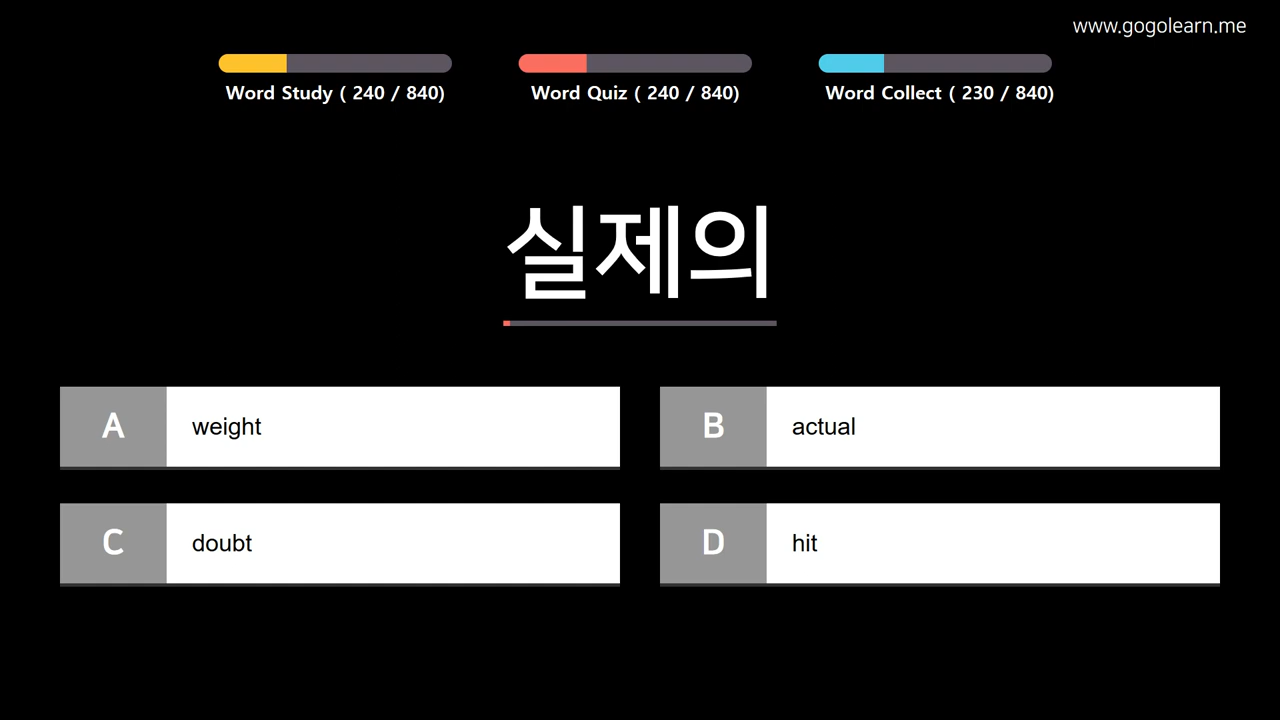 www.gogolearn.me
Word Study ( 240 / 840)
Word Quiz ( 240 / 840)
Word Collect ( 230 / 840)
실제의
A weight
B actual
C doubt
D hit